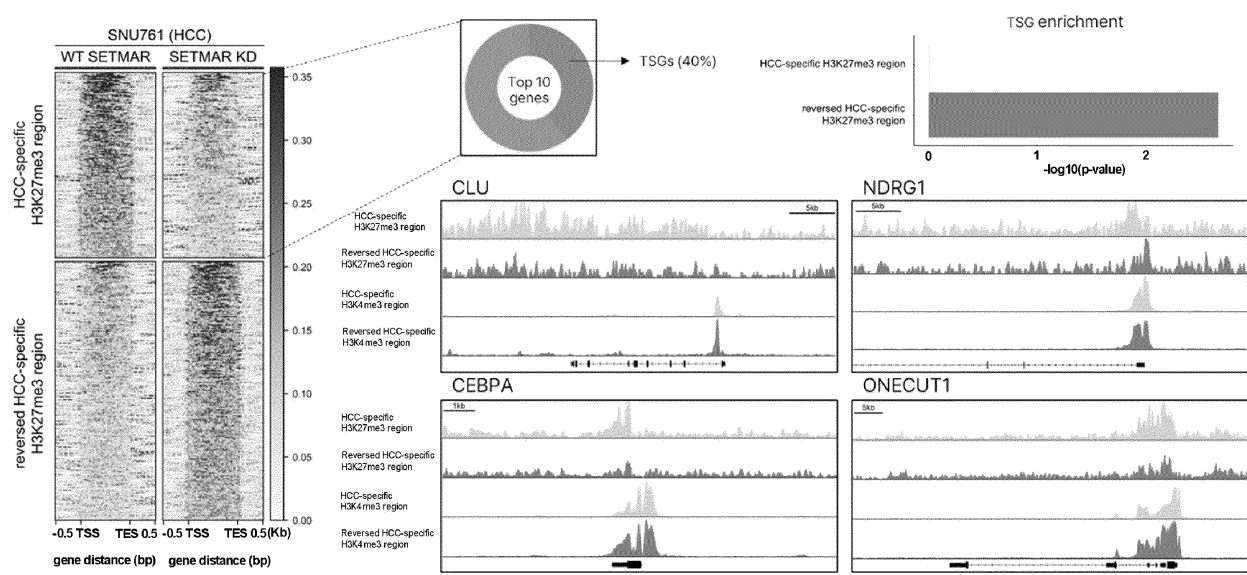 SNU761 (HCC)
WT SETMAR
SETMAR KD
HCC-specific
H3K27me3 region
reversed HCC-specific
H3K27me3 region
0.35
0.30
0.25
0.20
0.15
0.10
0.05
0.00
-0.5 TSS
TES 0.5
-0.5 TSS
TES 0.5(Kb)
gene distance (bp)
gene distance (bp)
Top 10
genes
TSGs (40%)
TSG enrichment
HCC-specific H3K27me3 region
reversed HCC-specific
H3K27me3 region
0
1
2
-log10(p-value)
CLU
HCC-specific
H3K27me3 region
Reversed HCC-specific
H3K27me3 region
HCC-specific
H3K4me3 region
Reversed HCC-specific
H3K4me3 region
5kb
NDRG1
5kb
CEBPA
1kb
HCC-specific
H3K27me3 region
Reversed HCC-specific
H3K27me3 region
HCC-specific
H3K4me3 region
Reversed HCC-specific
H3K4me3 region
ONECUT1
5kb